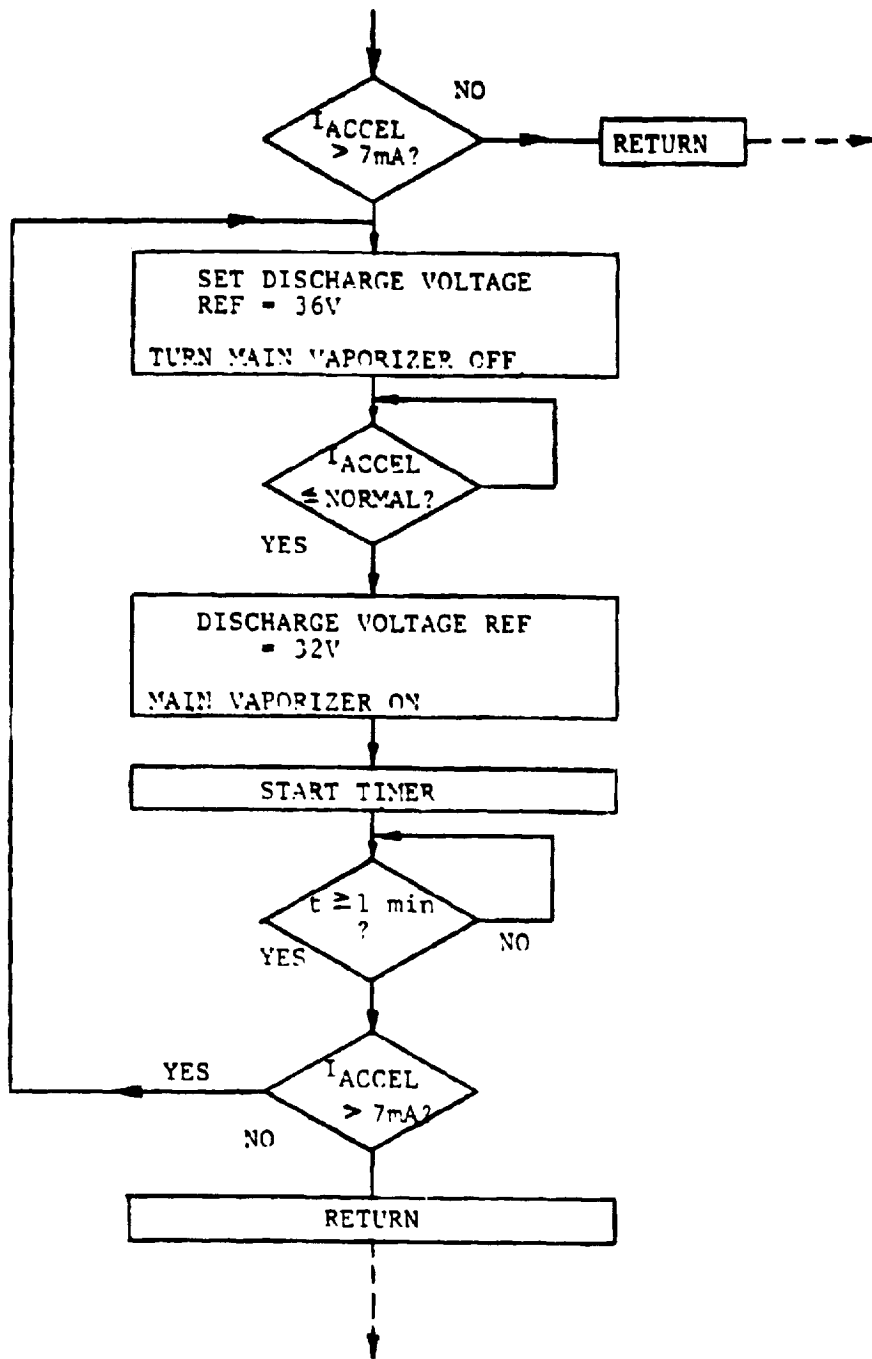 NO
I ACCEL
> 7mA?
RETURN
SET DISCHARGE VOLTAGE
REF = 36V
TURN MAIN VAPORIZER OFF
I ACCEL
≦ NORMAL?
YES
DISCHARGE VOLTAGE REF
= 32V
MAIN VAPORIZER ON
START TIMER
t ≧ 1 min
?
YES
NO
YES
I ACCEL
> 7mA?
NO
RETURN